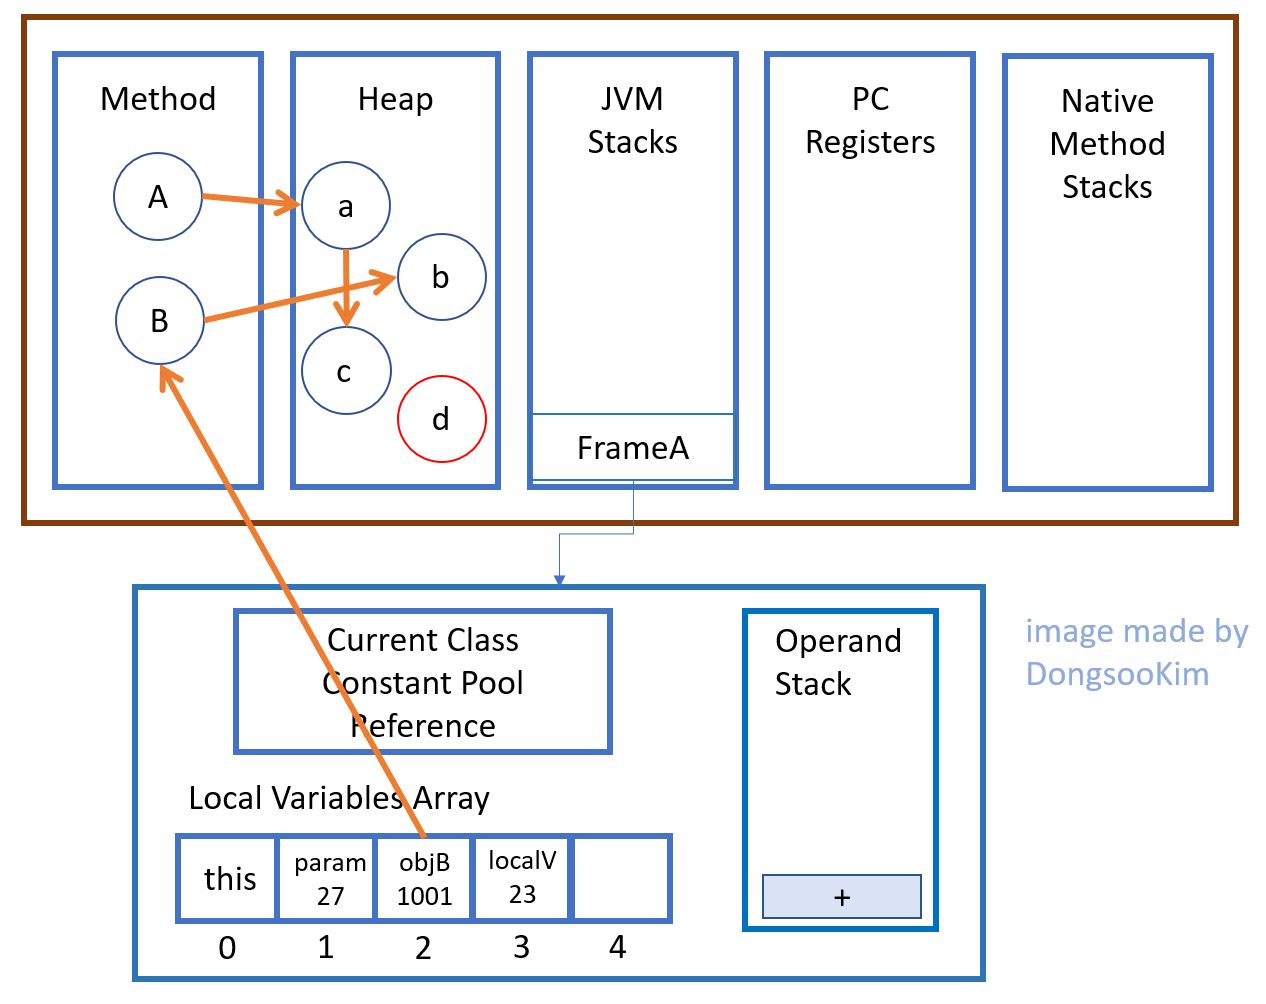 Method
Heap
JVM
Stacks
PC
Registers
Native
Method
Stacks
A
a
b
B
c
d
FrameA
Current Class
Constant Pool
Reference
Operand
Stack
image made by
DongsooKim
Local Variables Array
this
param
27
objB
1001
localV
23
+
0
1
2
3
4